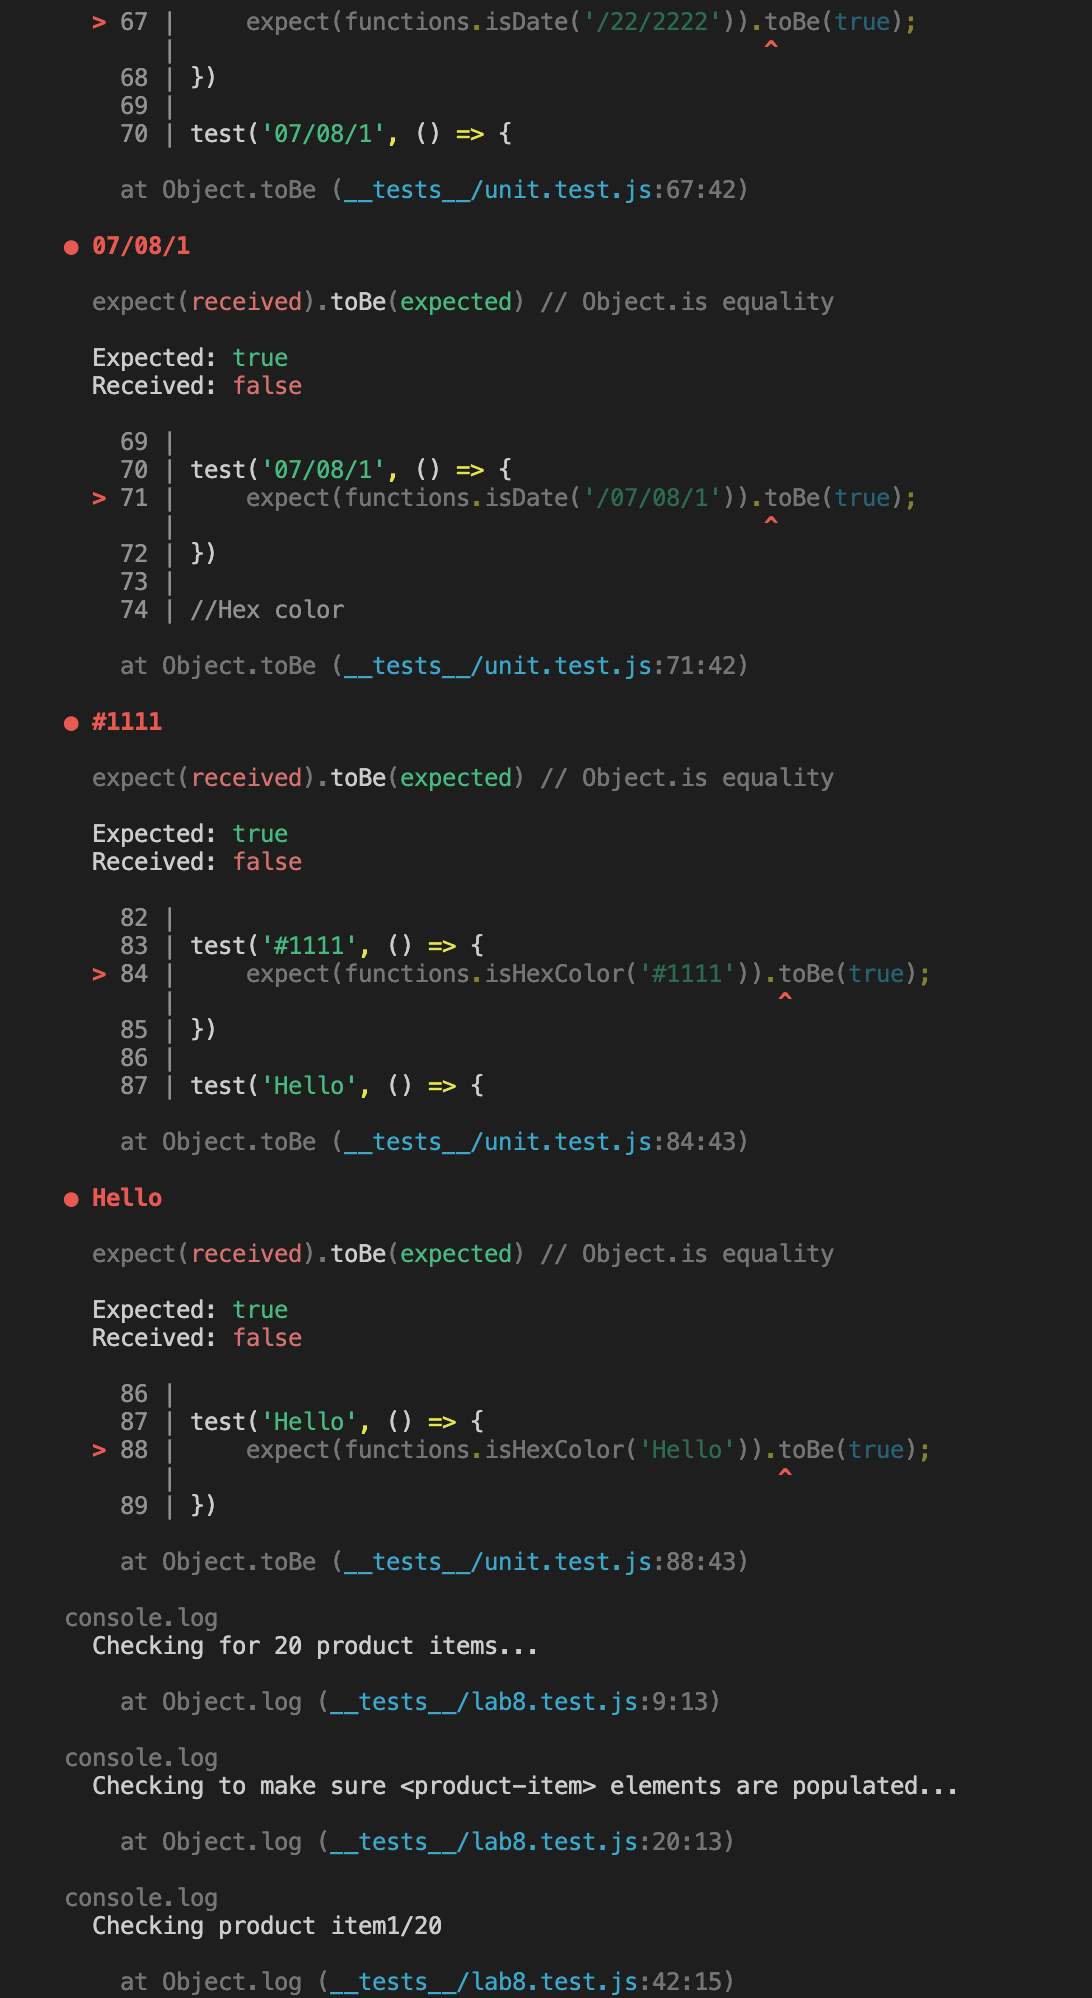 > 67 |     expect(functions.isDate('/22/2222')).toBe(true);
|                                          ^
68 | })
69 |
70 | test('07/08/1', () => {
at Object.toBe (__tests__/unit.test.js:67:42)
● 07/08/1
expect(received).toBe(expected) // Object.is equality
Expected: true
Received: false
69 |
70 | test('07/08/1', () => {
> 71 |     expect(functions.isDate('/07/08/1')).toBe(true);
|                                          ^
72 | })
73 |
74 | //Hex color
at Object.toBe (__tests__/unit.test.js:71:42)
● #1111
expect(received).toBe(expected) // Object.is equality
Expected: true
Received: false
82 |
83 | test('#1111', () => {
> 84 |     expect(functions.isHexColor('#1111')).toBe(true);
|                                           ^
85 | })
86 |
87 | test('Hello', () => {
at Object.toBe (__tests__/unit.test.js:84:43)
● Hello
expect(received).toBe(expected) // Object.is equality
Expected: true
Received: false
86 |
87 | test('Hello', () => {
> 88 |     expect(functions.isHexColor('Hello')).toBe(true);
|                                           ^
89 | })
at Object.toBe (__tests__/unit.test.js:88:43)
console.log
Checking for 20 product items...
at Object.log (__tests__/lab8.test.js:9:13)
console.log
Checking to make sure <product-item> elements are populated...
at Object.log (__tests__/lab8.test.js:20:13)
console.log
Checking product item1/20
at Object.log (__tests__/lab8.test.js:42:15)